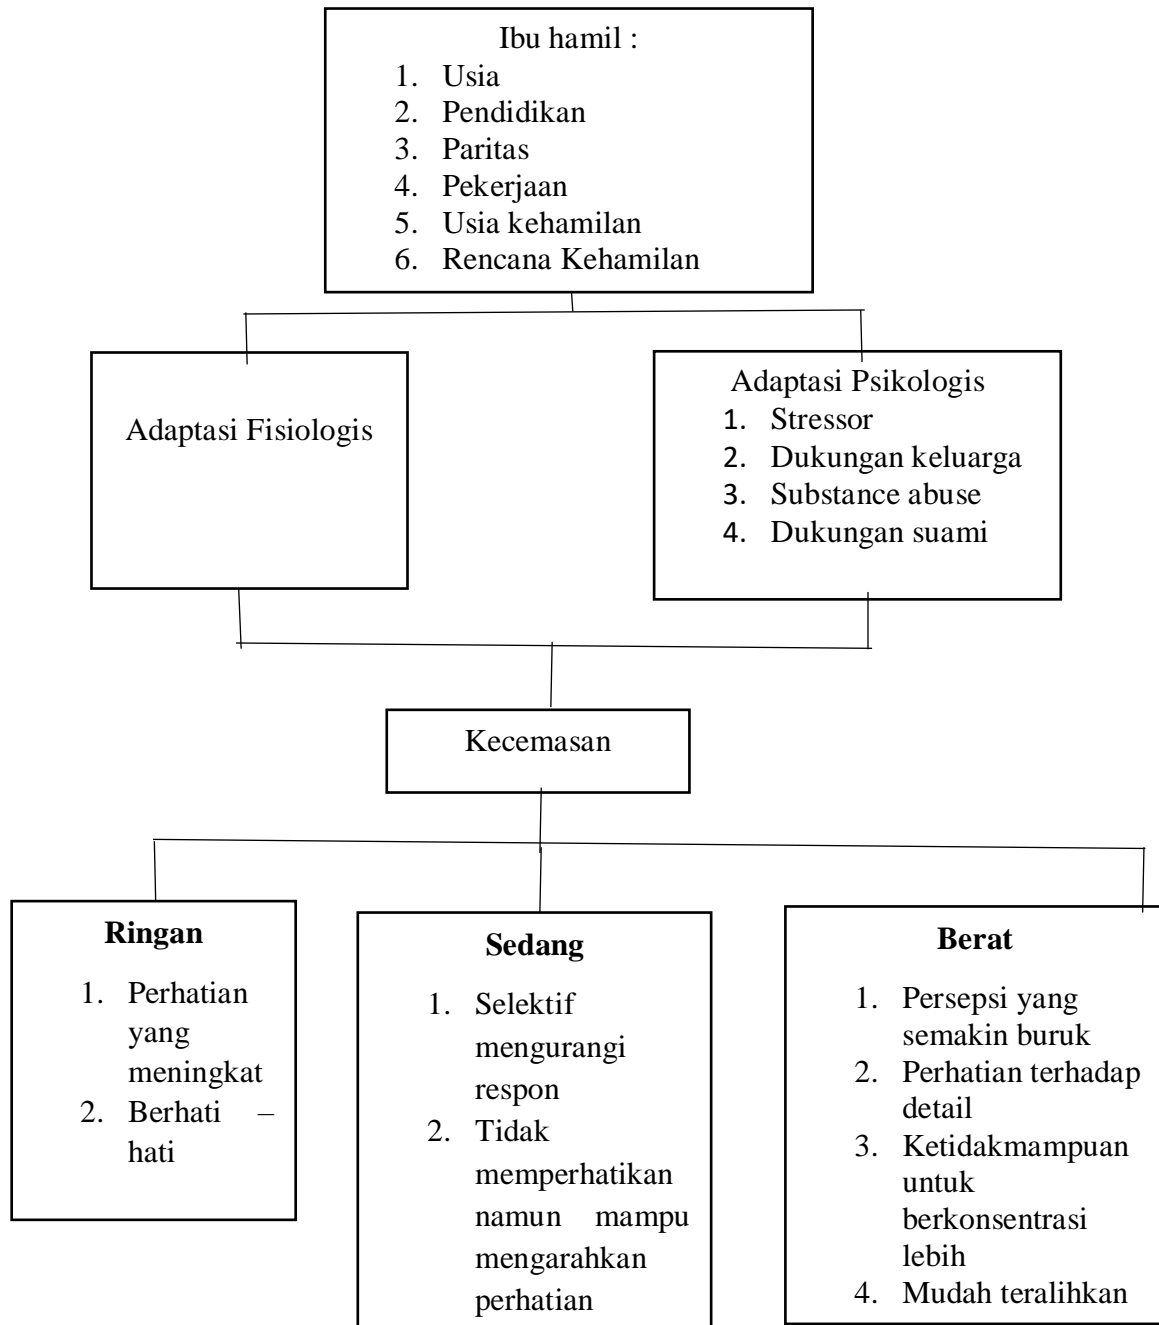 Ibu hamil :
1. Usia
2. Pendidikan
3. Paritas
4. Pekerjaan
5. Usia kehamilan
6. Rencana Kehamilan
Adaptasi Fisiologis
Adaptasi Psikologis
1. Stressor
2. Dukungan keluarga
3. Substance abuse
4. Dukungan suami
Kecemasan
Ringan
1. Perhatian
yang
meningkat
2. Berhati –
hati
Sedang
1. Selektif
mengurangi
respon
2. Tidak
memperhatikan
namun mampu
mengarahkan
perhatian
Berat
1. Persepsi yang
semakin buruk
2. Perhatian terhadap
detail
3. Ketidakmampuan
untuk
berkonsentrasi
lebih
4. Mudah teralihkan